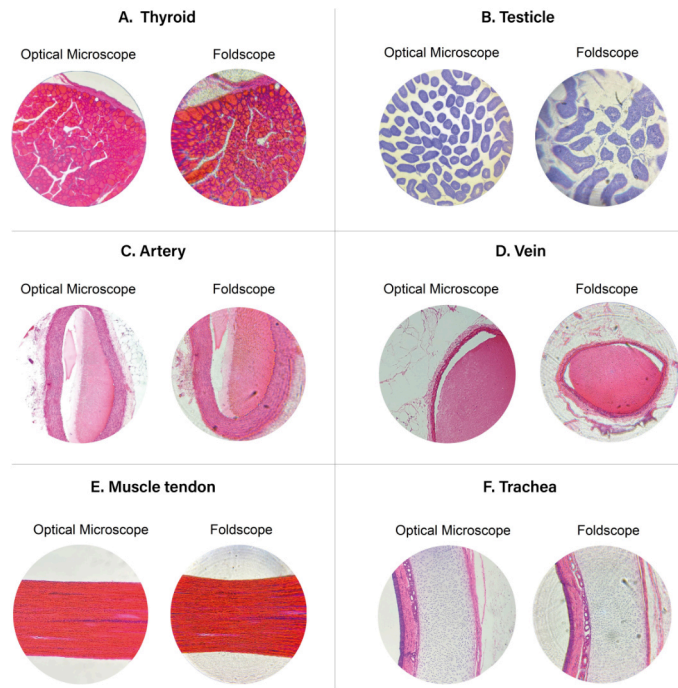 A. Thyroid
Optical Microscope Foldscope
B. Testicle
Optical Microscope Foldscope
C. Artery
Optical Microscope Foldscope
D. Vein
Optical Microscope Foldscope
E. Muscle tendon
Optical Microscope Foldscope
F. Trachea
Optical Microscope Foldscope